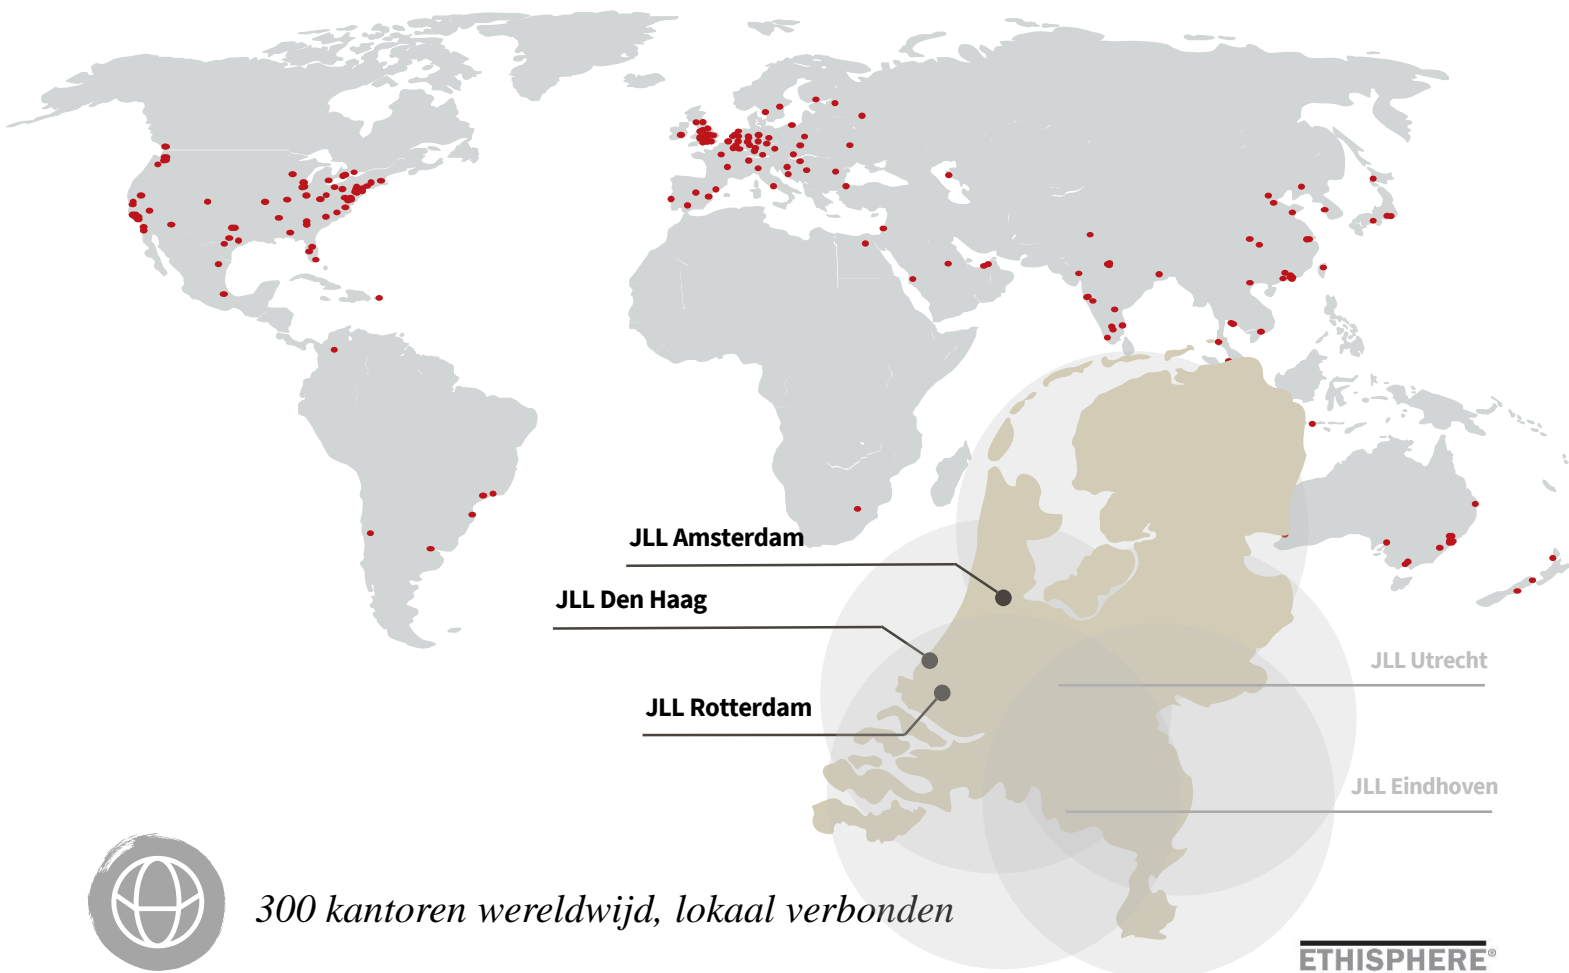 JLL Amsterdam
JLL Den Haag
JLL Rotterdam
JLL Utrecht
JLL Eindhoven
300 kantoren wereldwijd, lokaal verbonden
ETHISPHERE®